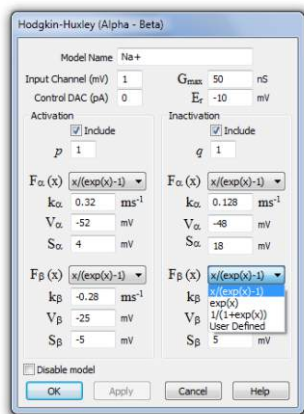 Hodgkin-Huxley (Alpha - Beta)
Model Name Na+
Input Channel (mV) 1 Gmax 50 nS
Control DAC (pA) 0 Er -10 mV
Activation Inactivation
Include Include
p 1 q 1
Fα (x) x/(exp(x)-1) Fα (x) x/(exp(x)-1)
kα 0.32 ms-1 kα 0.128 ms-1
Vα -52 mV Vα -48 mV
Sα 4 mV Sα 18 mV
Fβ (x) x/(exp(x)-1) Fβ (x) x/(exp(x)-1)
x/(exp(x)-1)
exp(x)
1/(1+exp(x))
User Defined
kβ -0.28 ms-1 kβ
Vβ -25 mV Vβ
Sβ -5 mV Sβ 5 mV
Disable model
OK Apply Cancel Help